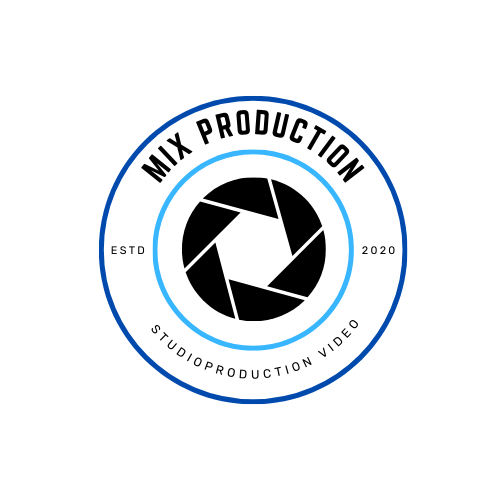 MIX PRODUCTION
ESTD
2020
STUDIOPRODUCTION VIDEO